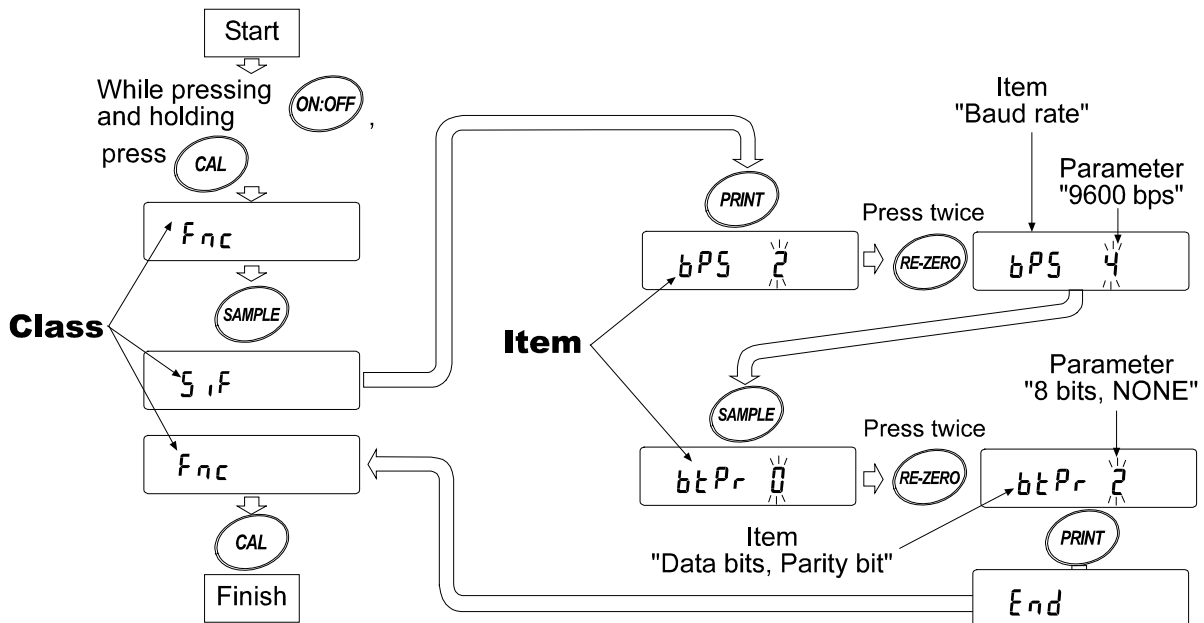 Start
While pressing
and holding
ON:OFF ,
press CAL
Fnc
SAMPLE
Class
SiF
Fnc
CAL
Finish
PRINT
bPS 2
Press twice
RE-ZERO
Item
"Baud rate"
Parameter
"9600 bps"
bPS 4
Item
SAMPLE
btPr 0
Press twice
RE-ZERO
Parameter
"8 bits, NONE"
btPr 2
Item
"Data bits, Parity bit"
PRINT
End